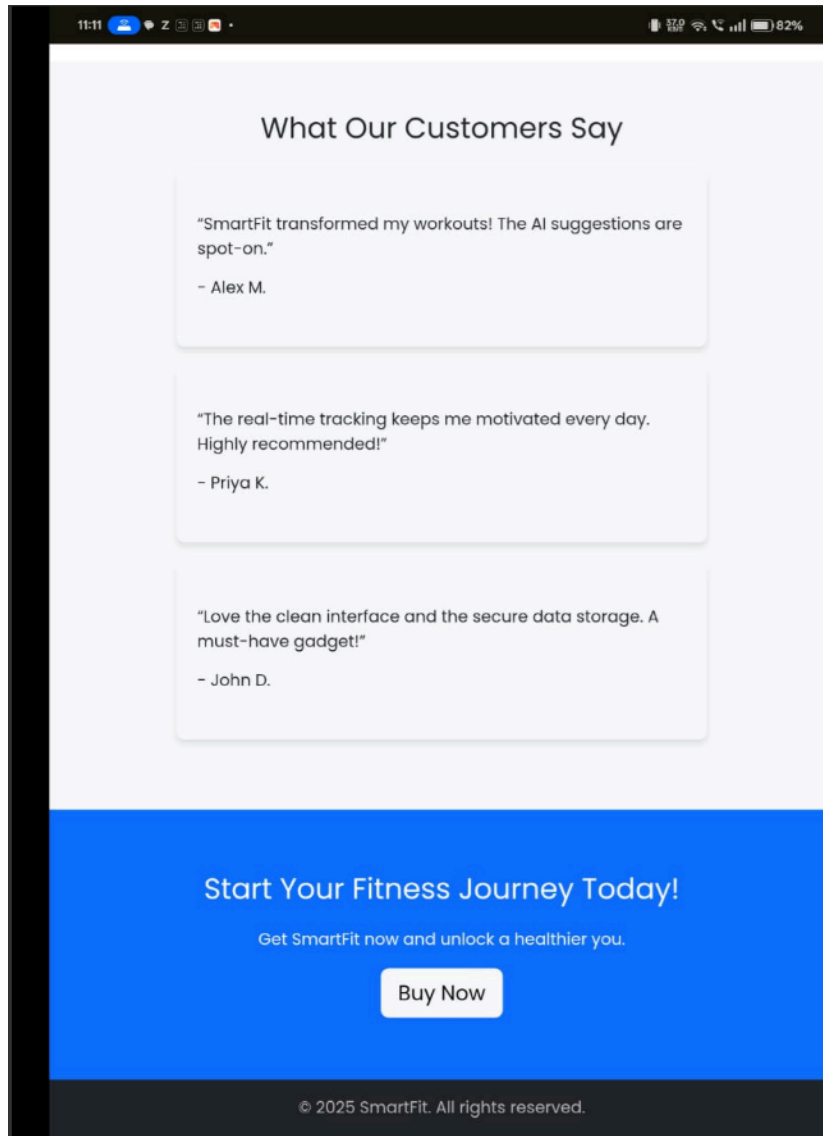 11:11 Z 82%
What Our Customers Say
“SmartFit transformed my workouts! The AI suggestions are
spot-on.”
- Alex M.
“The real-time tracking keeps me motivated every day.
Highly recommended!”
- Priya K.
“Love the clean interface and the secure data storage. A
must-have gadget!”
- John D.
Start Your Fitness Journey Today!
Get SmartFit now and unlock a healthier you.
Buy Now
© 2025 SmartFit. All rights reserved.